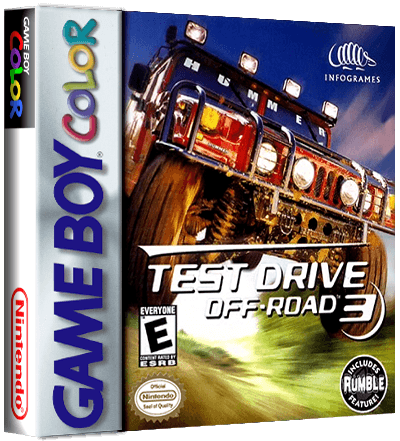 GAME BOY
COLOR
Nintendo
GAME BOY COLOR
HUMMER
INFOGRAMES
TEST DRIVE
OFF-ROAD™ 3
EVERYONE
E
CONTENT RATED BY
ESRB
Official
Nintendo
Seal of Quality
INCLUDES
RUMBLE
FEATURE!